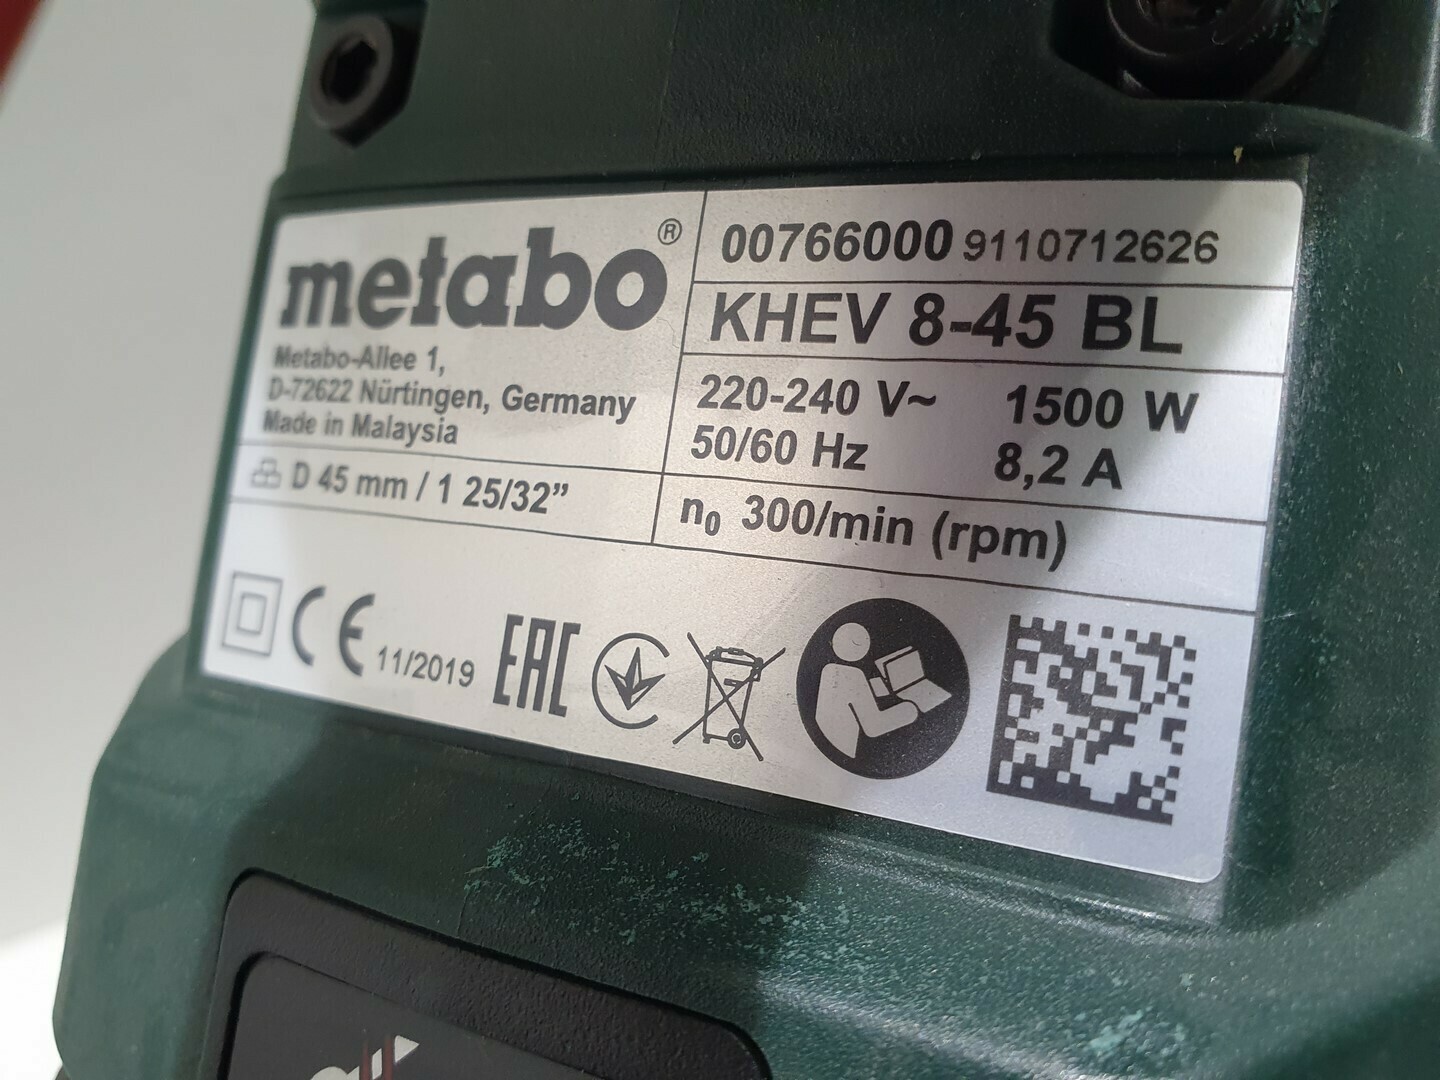 metabo®
Metabo-Allee 1,
D-72622 Nürtingen, Germany
Made in Malaysia
D 45 mm / 1 25/32”
00766000 9110712626
KHEV 8-45 BL
220-240 V~ 1500 W
50/60 Hz 8,2 A
n₀ 300/min (rpm)
CE 11/2019 EAC